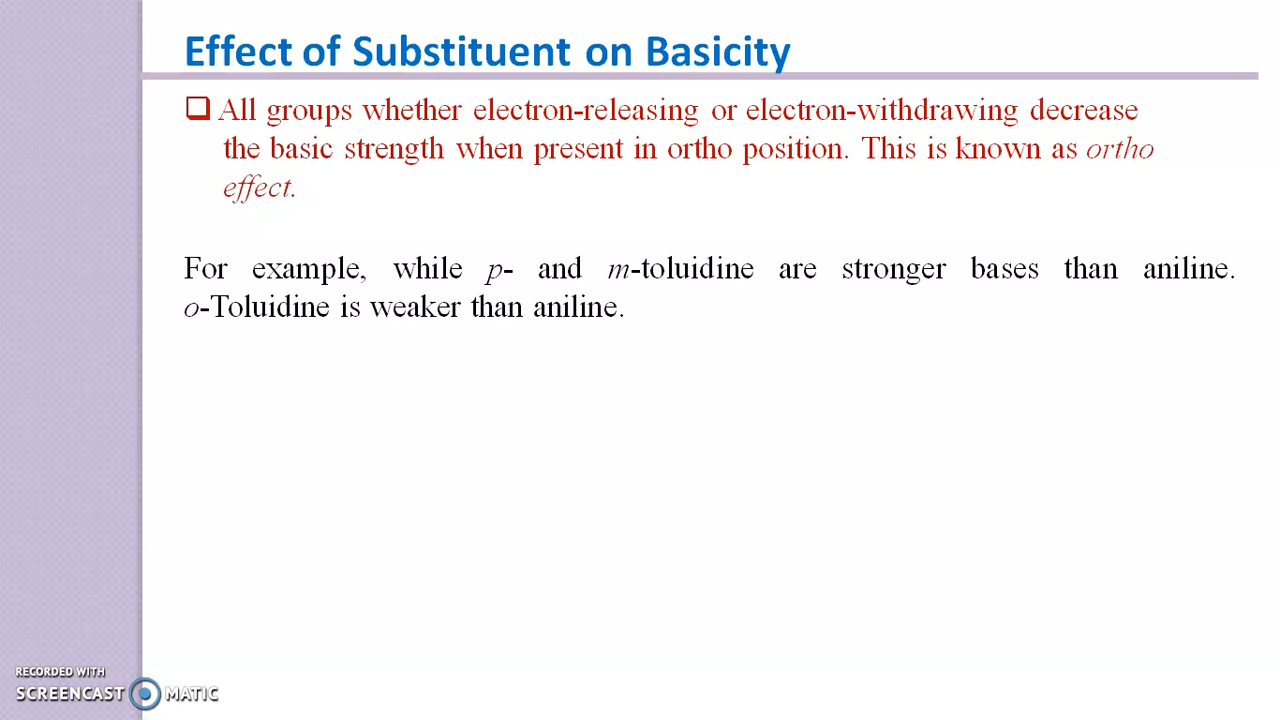 Effect of Substituent on Basicity
❑ All groups whether electron-releasing or electron-withdrawing decrease
the basic strength when present in ortho position. This is known as ortho
effect.
For example, while p- and m-toluidine are stronger bases than aniline.
o-Toluidine is weaker than aniline.
RECORDED WITH
SCREENCAST MATIC